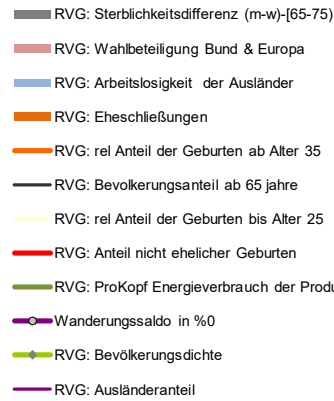 RVG: Sterblichkeitsdifferenz (m-w)-[65-75)
RVG: Wahlbeteiligung Bund & Europa
RVG: Arbeitslosigkeit der Ausländer
RVG: Eheschließungen
RVG: rel Anteil der Geburten ab Alter 35
RVG: Bevolkerungsanteil ab 65 jahre
RVG: rel Anteil der Geburten bis Alter 25
RVG: Anteil nicht ehelicher Geburten
RVG: ProKopf Energieverbrauch der Produ
Wanderungssaldo in %0
RVG: Bevölkerungsdichte
RVG: Ausländeranteil